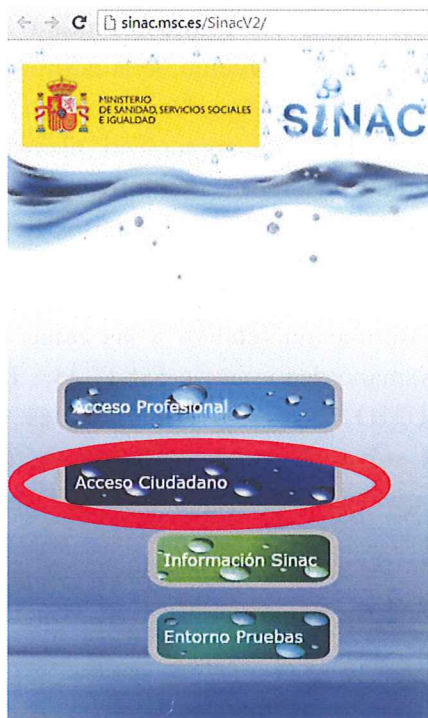 sinac.msc.es/SinacV2/
MINISTERIO
DE SANIDAD, SERVICIOS SOCIALES
E IGUALDAD
SINAC
Acceso Profesional
Acceso Ciudadano
Información Sinac
Entorno Pruebas